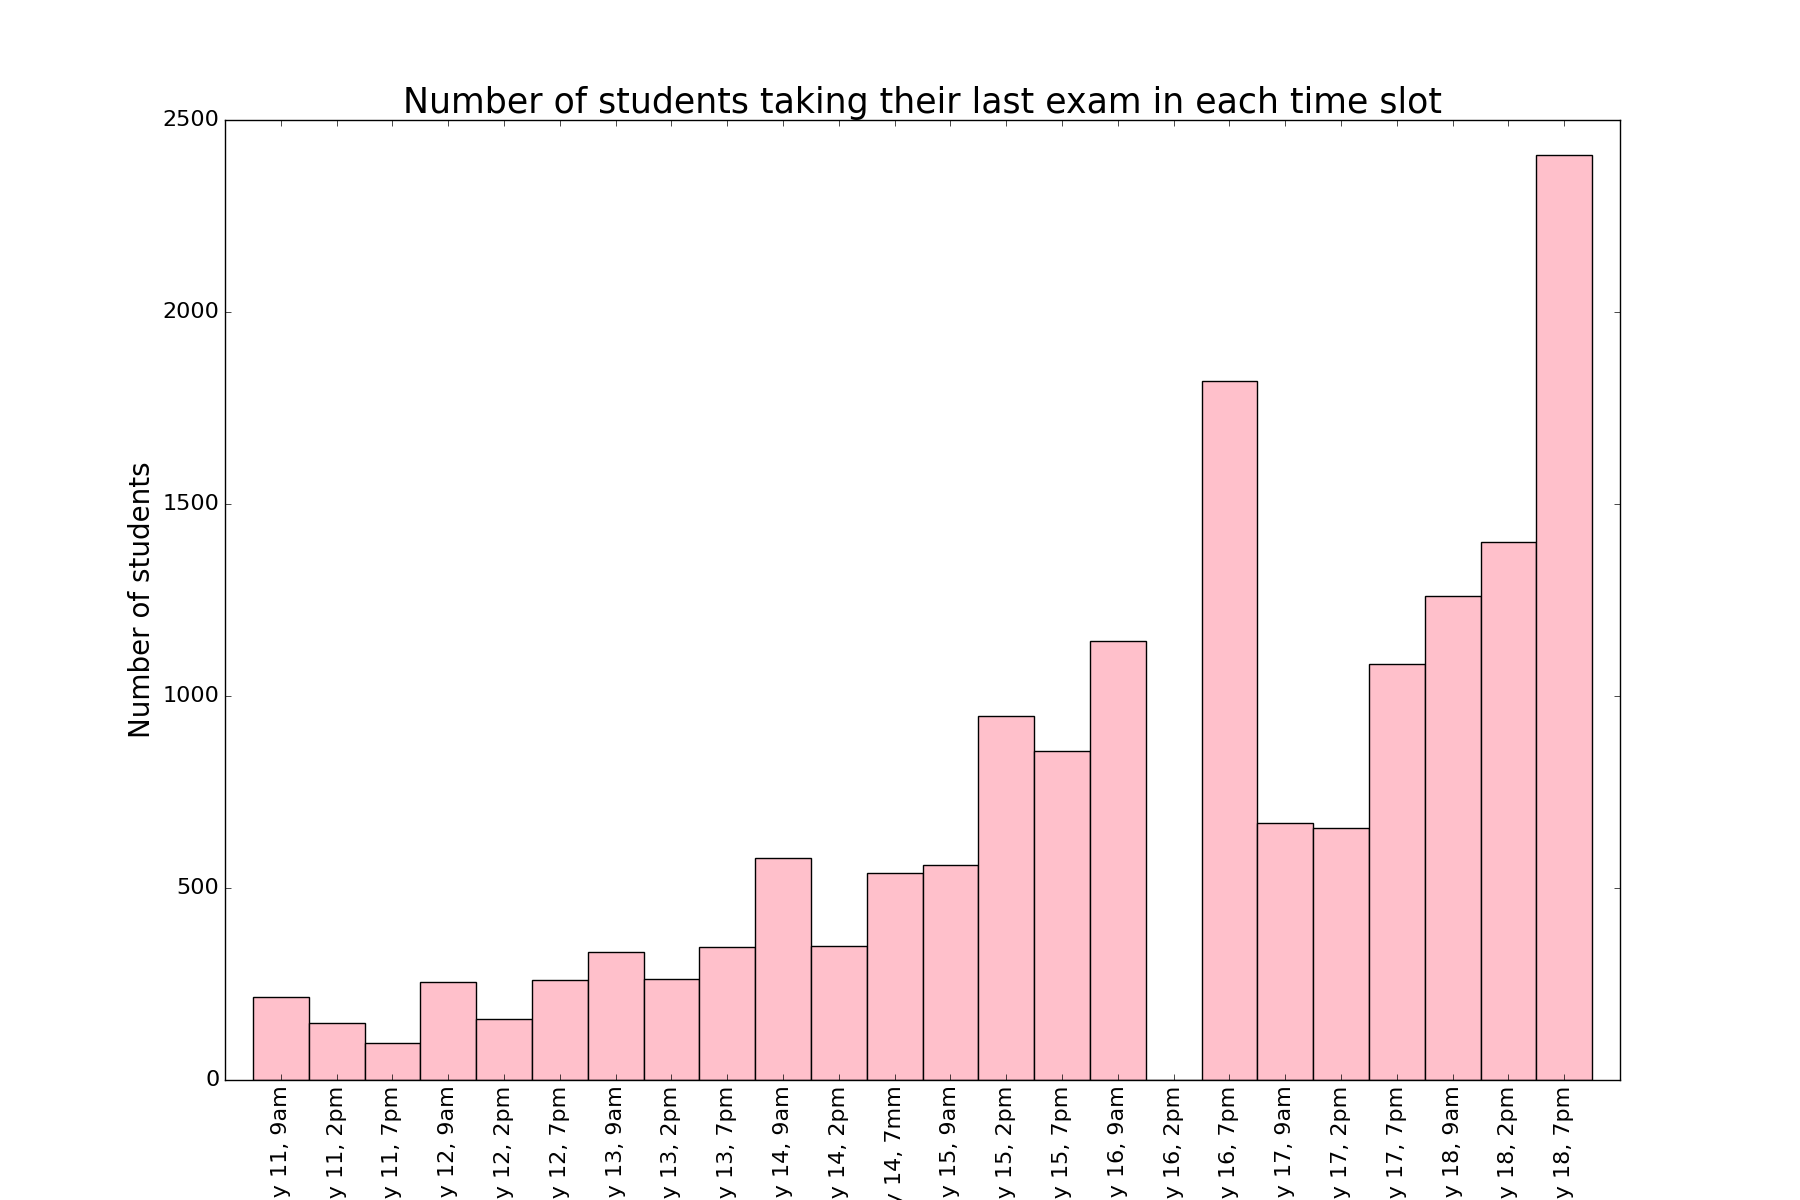 Number of students taking their last exam in each time slot
2500
2000
1500
1000
500
0
Number of students
y 11, 9am
y 11, 2pm
y 11, 7pm
y 12, 9am
y 12, 2pm
y 12, 7pm
y 13, 9am
y 13, 2pm
y 13, 7pm
y 14, 9am
y 14, 2pm
y 14, 7mm
y 15, 9am
y 15, 2pm
y 15, 7pm
y 16, 9am
y 16, 2pm
y 16, 7pm
y 17, 9am
y 17, 2pm
y 17, 7pm
y 18, 9am
y 18, 2pm
y 18, 7pm